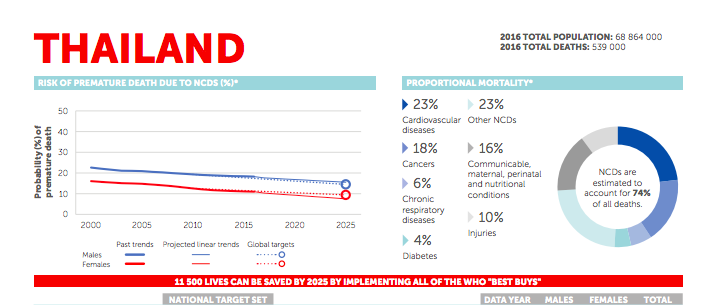 THAILAND
2016 TOTAL POPULATION: 68 864 000
2016 TOTAL DEATHS: 539 000
RISK OF PREMATURE DEATH DUE TO NCDS (%)*
Probability (%) of
premature death
50
40
30
20
10
0
2000
2005
2010
2015
2020
2025
Past trends
Projected linear trends
Global targets
Males
Females
PROPORTIONAL MORTALITY*
23%
Cardiovascular
diseases
18%
Cancers
6%
Chronic
respiratory
diseases
4%
Diabetes
23%
Other NCDs
16%
Communicable,
maternal, perinatal
and nutritional
conditions
10%
Injuries
NCDs are
estimated to
account for 74%
of all deaths.
11 500 LIVES CAN BE SAVED BY 2025 BY IMPLEMENTING ALL OF THE WHO "BEST BUYS"
NATIONAL TARGET SET
DATA YEAR
MALES
FEMALES
TOTAL